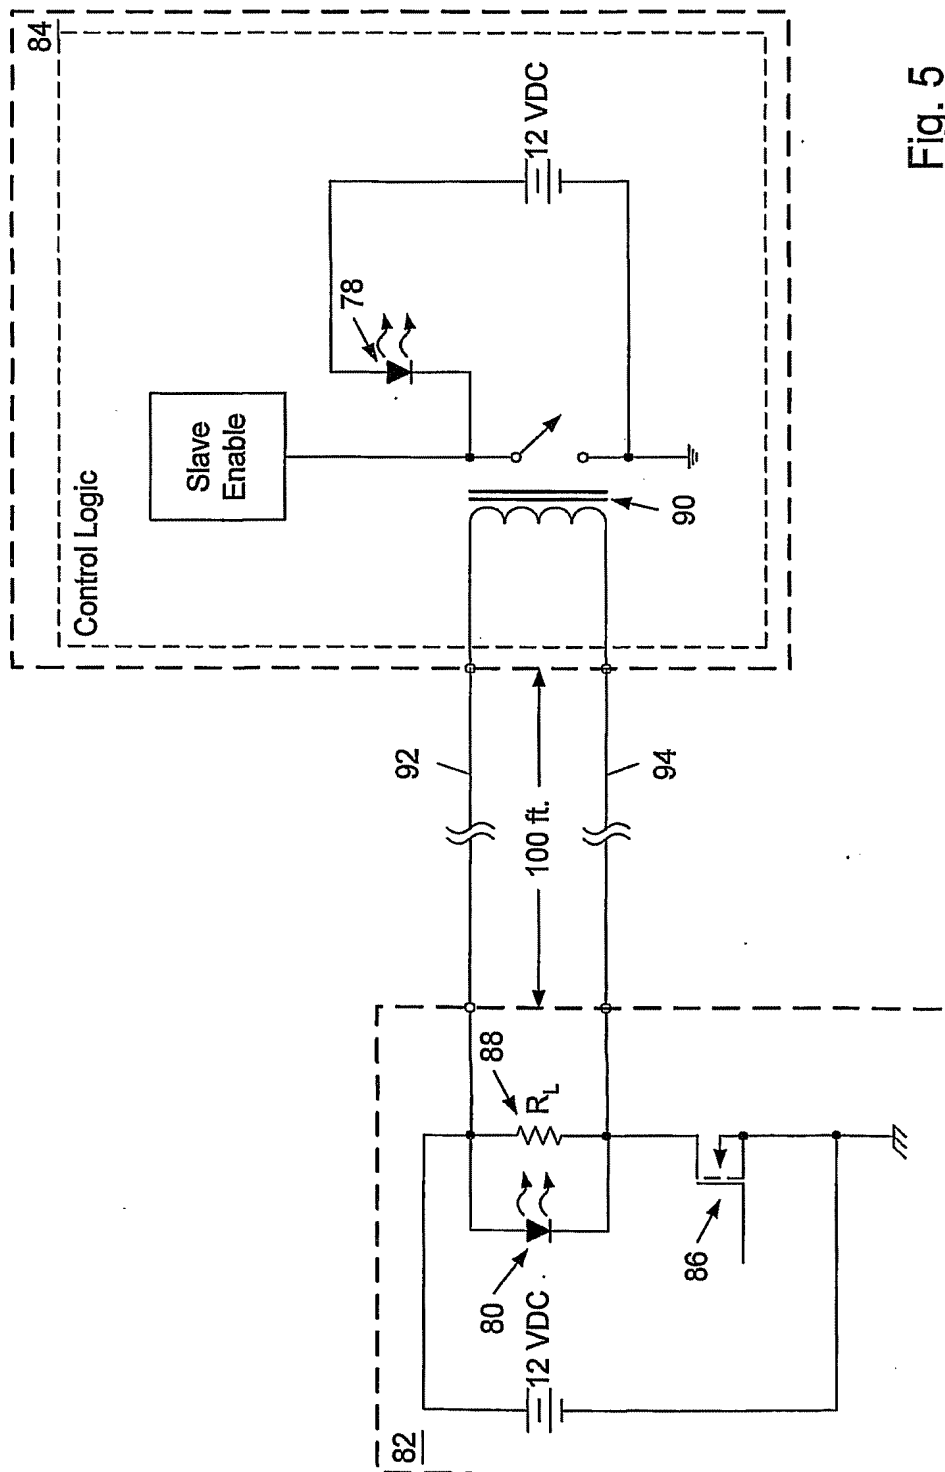 84
Control Logic
Slave
Enable
78
12 VDC
90
92
100 ft.
94
88
R_L
80
12 VDC
86
82
Fig. 5